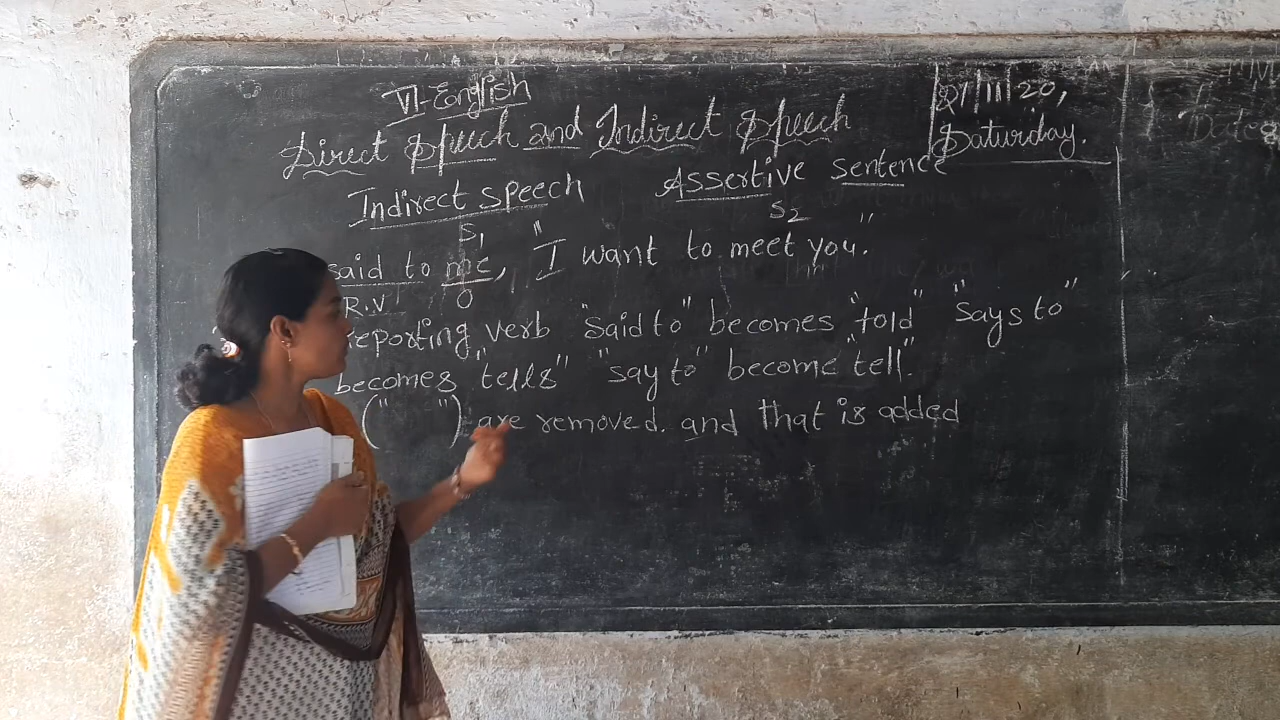 VI-English
Direct Speech and Indirect Speech
21/11/20,
Saturday.
Indirect speech
Assertive sentence
S1
S2
said to me, "I want to meet you."
R.V
O
reporting verb "said to" becomes "told" "says to"
becomes "tells" "say to" become "tell".
(" ") are removed. and that is added